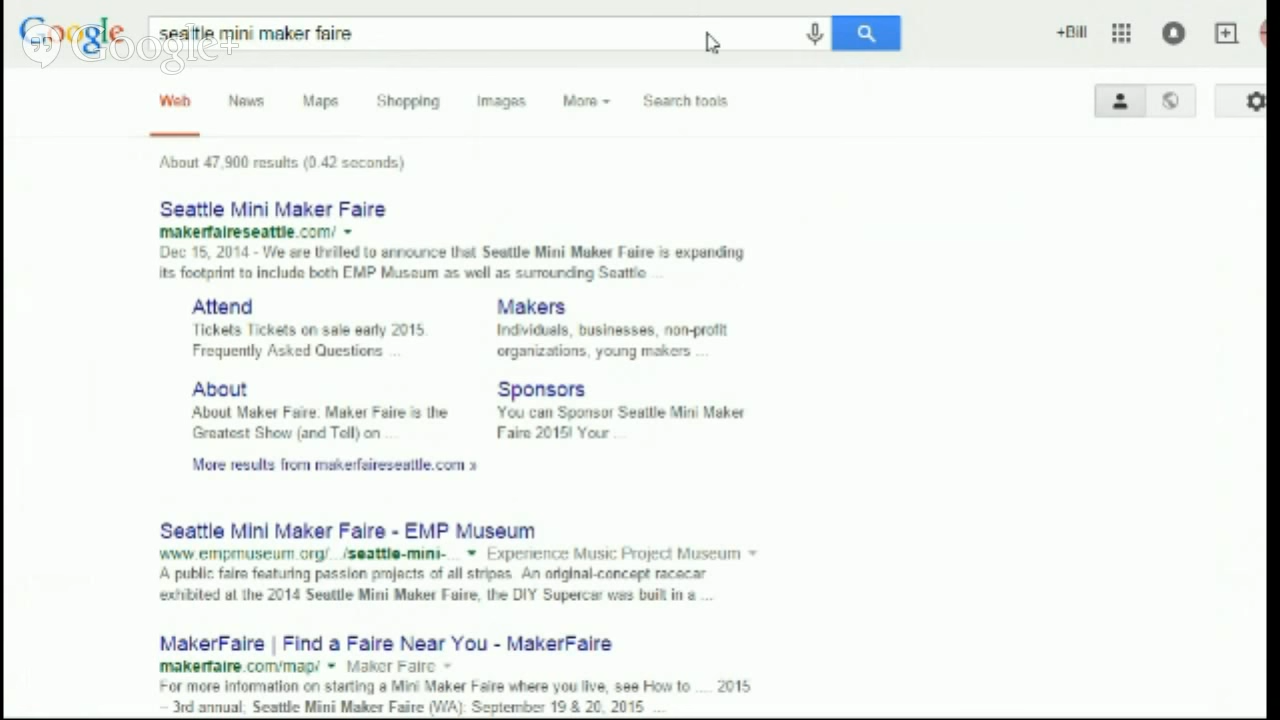 Google
Google+
seattle mini maker faire
+Bill
Web News Maps Shopping Images More Search tools
About 47,900 results (0.42 seconds)
Seattle Mini Maker Faire
makerfaireseattle.com/
Dec 15, 2014 - We are thrilled to announce that Seattle Mini Maker Faire is expanding
its footprint to include both EMP Museum as well as surrounding Seattle ...
Attend
Tickets Tickets on sale early 2015.
Frequently Asked Questions ...
Makers
Individuals, businesses, non-profit
organizations, young makers ...
About
About Maker Faire. Maker Faire is the
Greatest Show (and Tell) on ...
Sponsors
You can Sponsor Seattle Mini Maker
Faire 2015! Your ...
More results from makerfaireseattle.com »
Seattle Mini Maker Faire - EMP Museum
www.empmuseum.org/.../seattle-mini-... Experience Music Project Museum
A public faire featuring passion projects of all stripes. An original-concept racecar
exhibited at the 2014 Seattle Mini Maker Faire, the DIY Supercar was built in a ...
MakerFaire | Find a Faire Near You - MakerFaire
makerfaire.com/map/ Maker Faire
For more information on starting a Mini Maker Faire where you live, see How to .... 2015
– 3rd annual; Seattle Mini Maker Faire (WA): September 19 & 20, 2015 ...